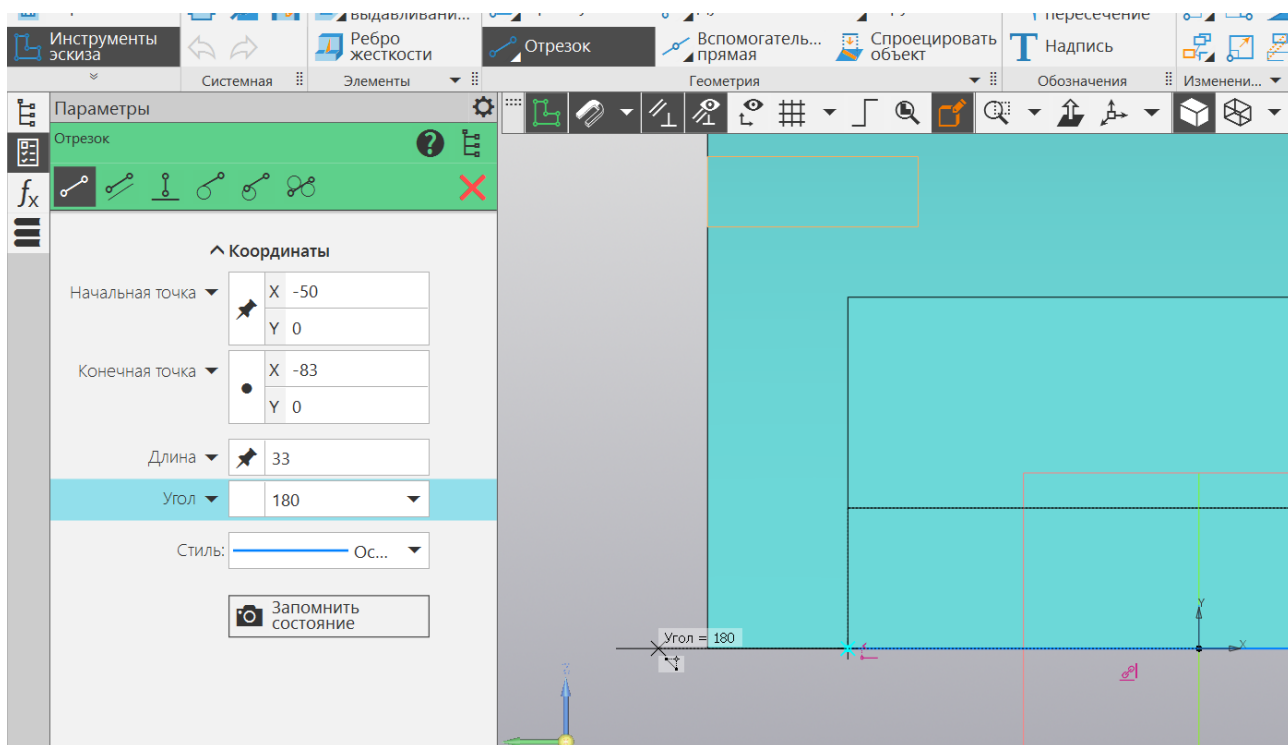 выдавливани...
пересечение
Инструменты
эскиза
Ребро
жесткости
Отрезок
Вспомогатель...
прямая
Спроецировать
объект
T Надпись
Системная
Элементы
Геометрия
Обозначения
Изменени...
Параметры
Отрезок
?
fx
Координаты
Начальная точка
X -50
Y 0
Конечная точка
X -83
Y 0
Длина
33
Угол
180
Стиль:
Ос...
Запомнить
состояние
Угол = 180
Y
X